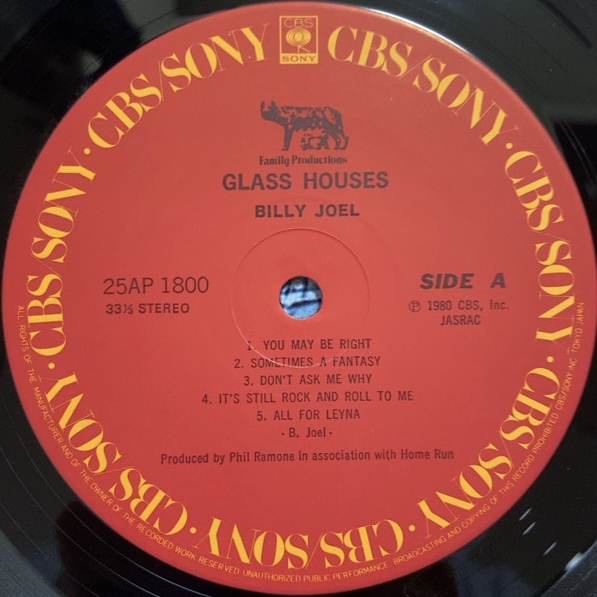 CBS/SONY · CBS/SONY · CBS/SONY · CBS/SONY · CBS/SONY · CBS/SONY · CBS/SONY · CBS/SONY
CBS
SONY
Family Productions
GLASS HOUSES
BILLY JOEL
25AP 1800
33⅓ STEREO
SIDE A
℗ 1980 CBS, Inc.
JASRAC
1. YOU MAY BE RIGHT
2. SOMETIMES A FANTASY
3. DON'T ASK ME WHY
4. IT'S STILL ROCK AND ROLL TO ME
5. ALL FOR LEYNA
- B. Joel -
Produced by Phil Ramone in association with Home Run
ALL RIGHTS OF THE MANUFACTURER AND OF THE OWNER OF THE RECORDED WORK RESERVED. UNAUTHORIZED PUBLIC PERFORMANCE, BROADCASTING AND COPYING OF THIS RECORD PROHIBITED CBS/SONY INC. TOKYO JAPAN